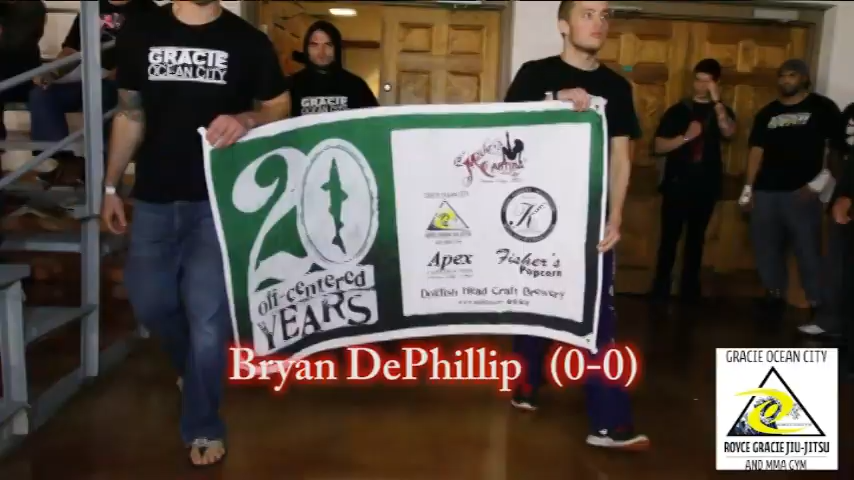 GRACIE
OCEAN CITY
GRACIE
20
off-centered
YEARS
Apex
Fisher's
Popcorn
Dogfish Head Craft Brewery
Bryan DePhillip (0-0)
GRACIE OCEAN CITY
ROYCE GRACIE JIU-JITSU
AND MMA GYM